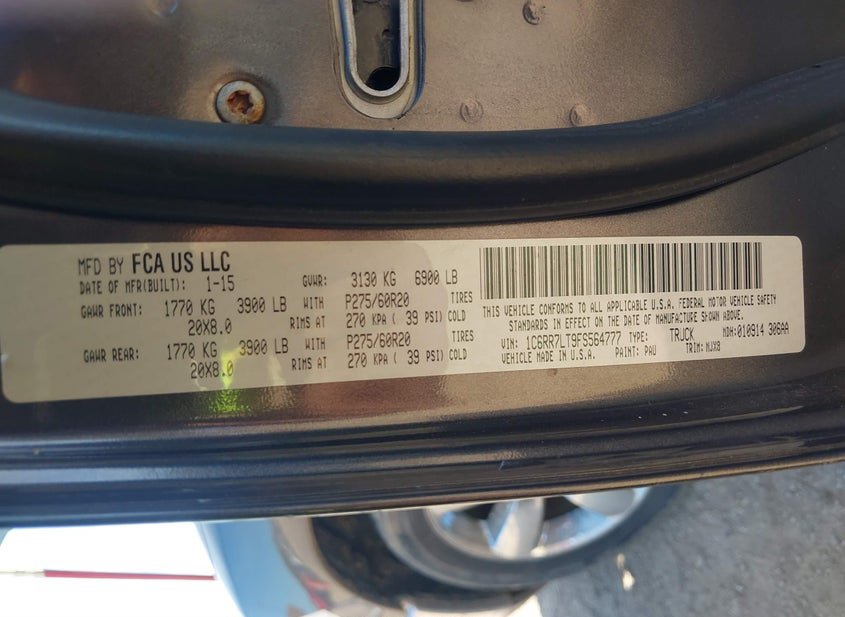 MFD BY FCA US LLC
DATE OF MFR(BUILT): 1-15 GVWR: 3130 KG 6900 LB
GAWR FRONT: 1770 KG 3900 LB WITH P275/60R20 TIRES
20X8.0 RIMS AT 270 KPA ( 39 PSI) COLD
GAWR REAR: 1770 KG 3900 LB WITH P275/60R20 TIRES
20X8.0 RIMS AT 270 KPA ( 39 PSI) COLD
THIS VEHICLE CONFORMS TO ALL APPLICABLE U.S.A. FEDERAL MOTOR VEHICLE SAFETY
STANDARDS IN EFFECT ON THE DATE OF MANUFACTURE SHOWN ABOVE.
VIN: 1C6RR7LT9FS564777 TYPE: TRUCK MDH:010914 306AA
VEHICLE MADE IN U.S.A. PAINT: PAU TRIM: MJX8